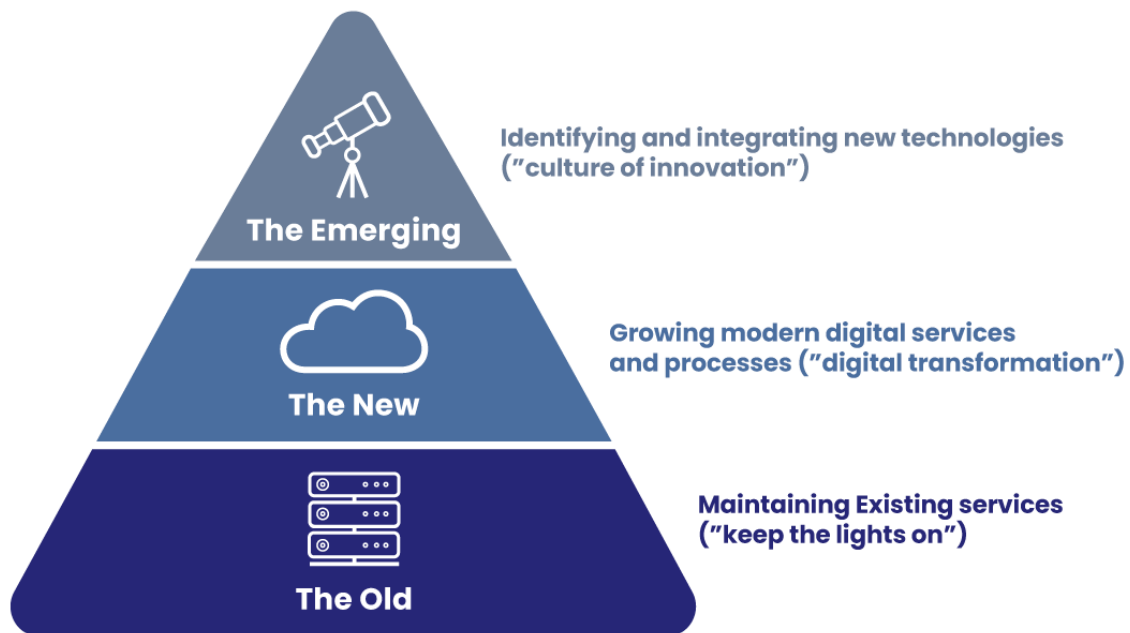 Identifying and integrating new technologies
(”culture of innovation”)
The Emerging
Growing modern digital services
and processes (”digital transformation”)
The New
Maintaining Existing services
(”keep the lights on”)
The Old